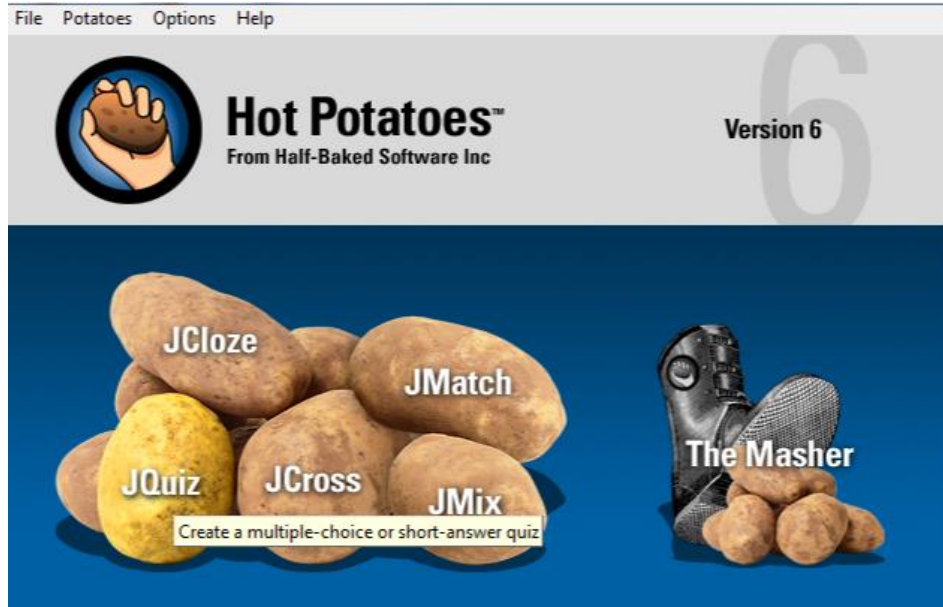 File Potatoes Options Help
6
Hot Potatoes™
From Half-Baked Software Inc
Version 6
JCloze
JMatch
JQuiz
JCross
JMix
The Masher
Create a multiple-choice or short-answer quiz